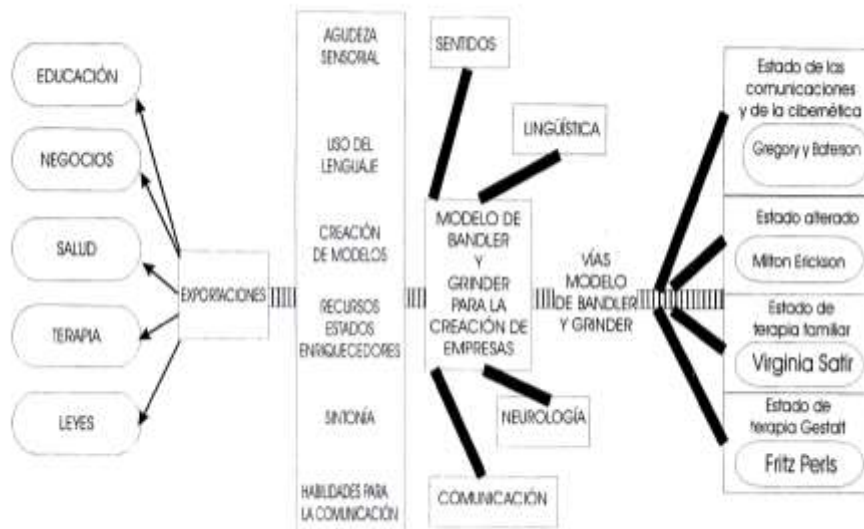 EDUCACIÓN
NEGOCIOS
SALUD
TERAPIA
LEYES
EXPORTACIONES
AGUDEZA
SENSORIAL
USO DEL
LENGUAJE
CREACIÓN
DE MODELOS
RECURSOS
ESTADOS
ENRIQUECEDORES
SINTONÍA
HABILIDADES PARA
LA COMUNICACIÓN
SENTIDOS
LINGÜÍSTICA
MODELO DE
BANDLER
Y
GRINDER
PARA LA
CREACIÓN DE
EMPRESAS
NEUROLOGÍA
COMUNICACIÓN
VÍAS
MODELO
DE BANDLER
Y GRINDER
Estado de las
comunicaciones
y de la cibernética
Gregory y Baterson
Estado alterado
Milton Erickson
Estado de
terapia familiar
Virginia Satir
Estado de
terapia Gestalt
Fritz Perls